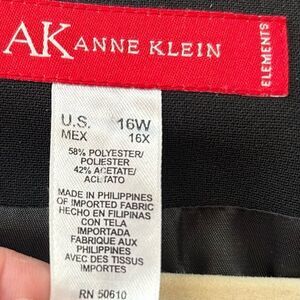 AK ANNE KLEIN
ELEMENTS
U.S. 16W
MEX 16X
58% POLYESTER/
POLIESTER
42% ACETATE/
ACETATO
MADE IN PHILIPPINES
OF IMPORTED FABRIC
HECHO EN FILIPINAS
CON TELA
IMPORTADA
FABRIQUE AUX
PHILIPPINES
AVEC DES TISSUS
IMPORTES
RN 50610